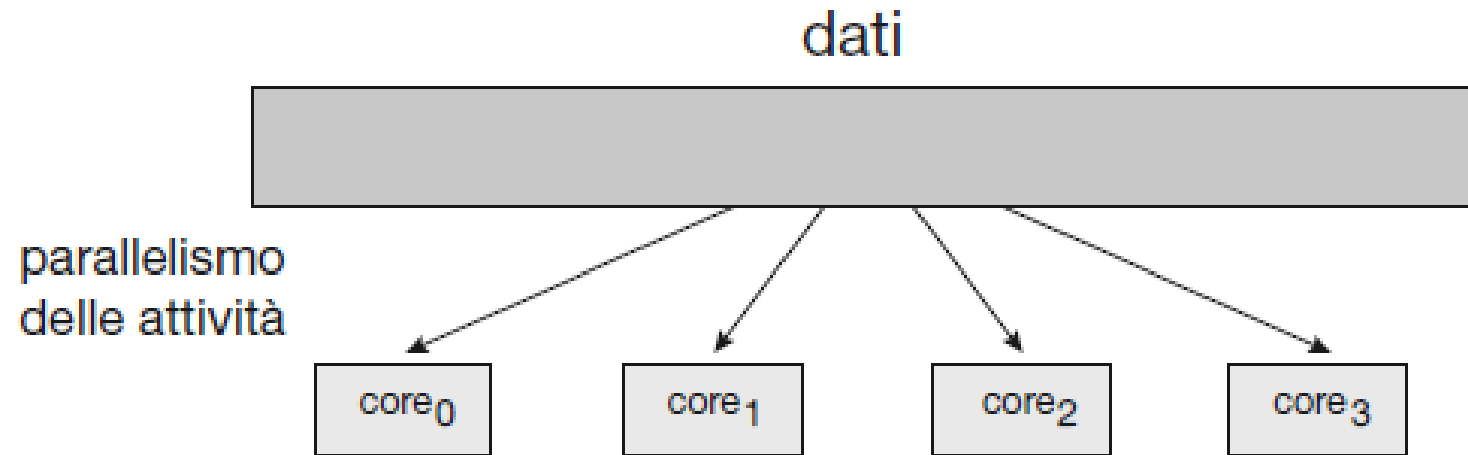 dati
parallelismo
delle attività
core0 core1 core2 core3